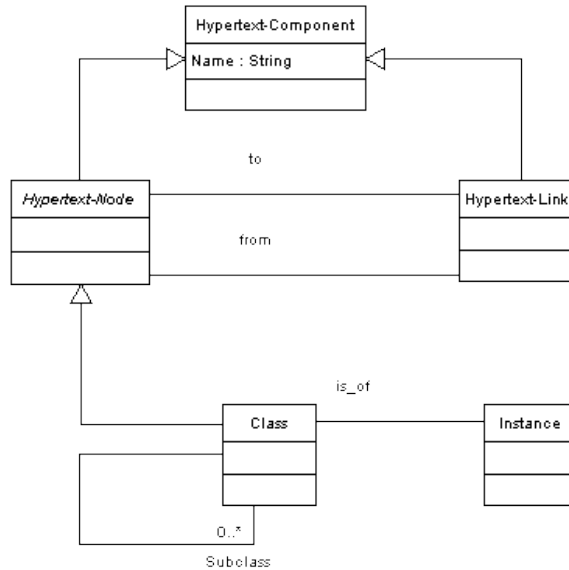 Hypertext-Component
Name : String
to
Hypertext-Node
Hypertext-Link
from
is_of
Class
Instance
0..*
Subclass